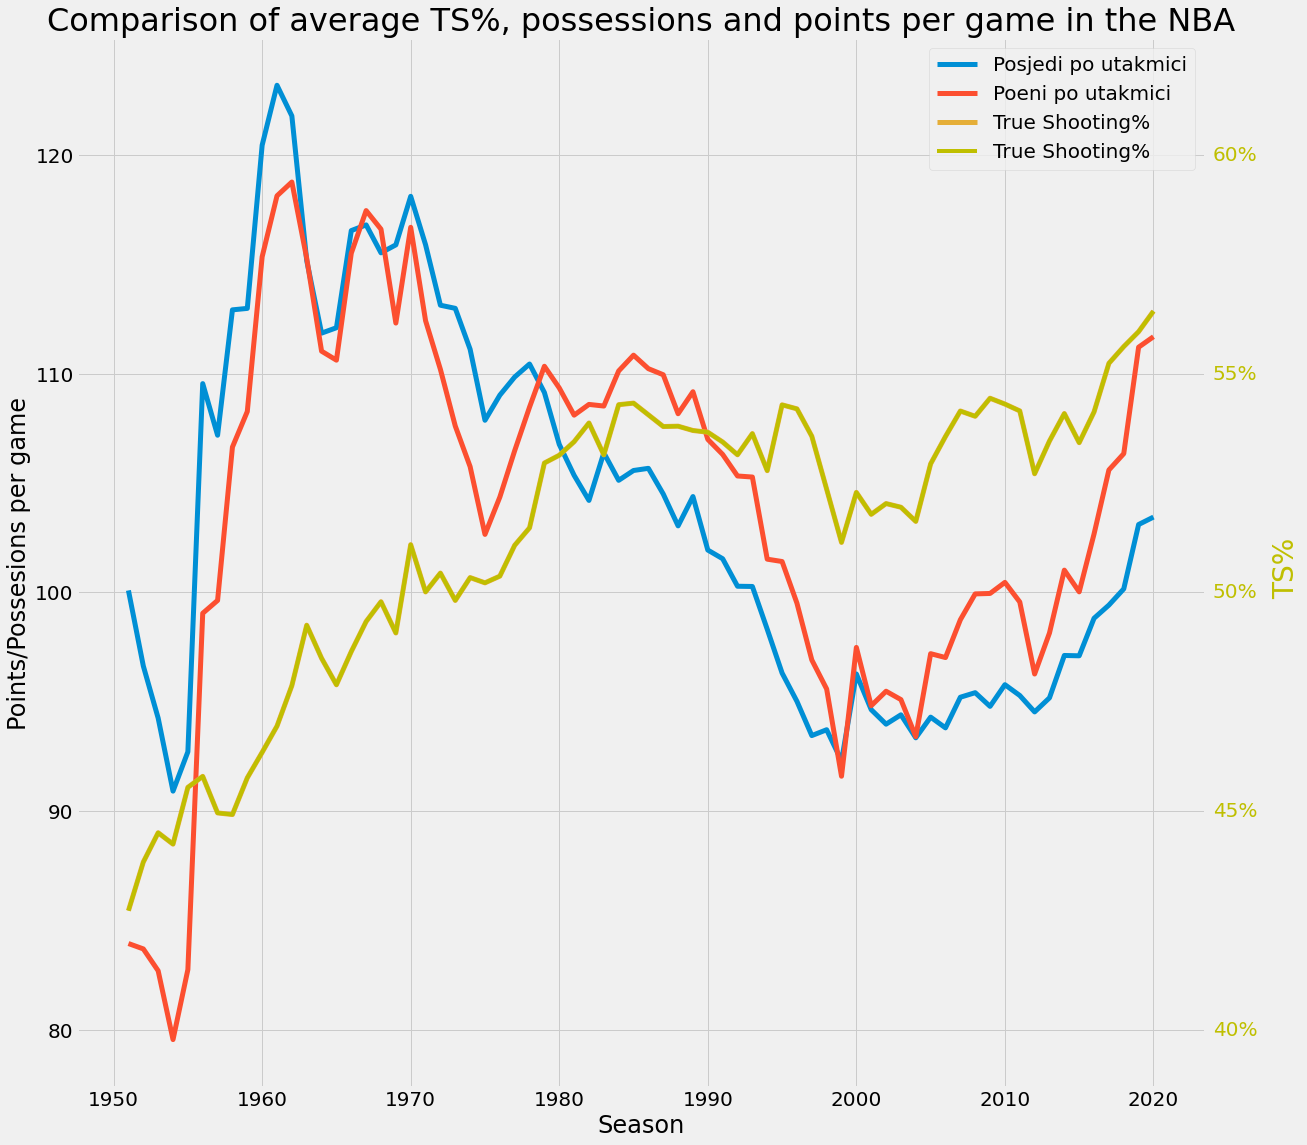 Comparison of average TS%, possessions and points per game in the NBA
Posjedi po utakmici
Poeni po utakmici
True Shooting%
True Shooting%
120
110
100
90
80
Points/Possesions per game
60%
55%
50%
45%
40%
TS%
1950 1960 1970 1980 1990 2000 2010 2020
Season